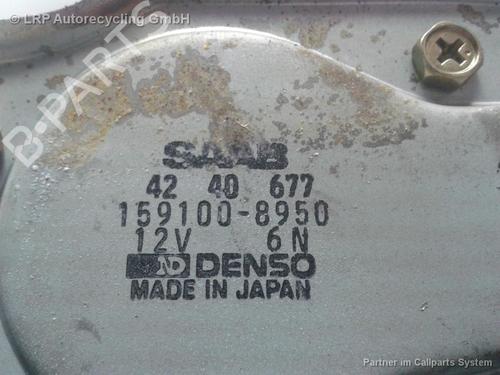 © LRP Autorecycling GmbH
B-PARTS
SAAB
42 40 677
159100-8950
12V 6N
ND DENSO
MADE IN JAPAN
Partner im Callparts System